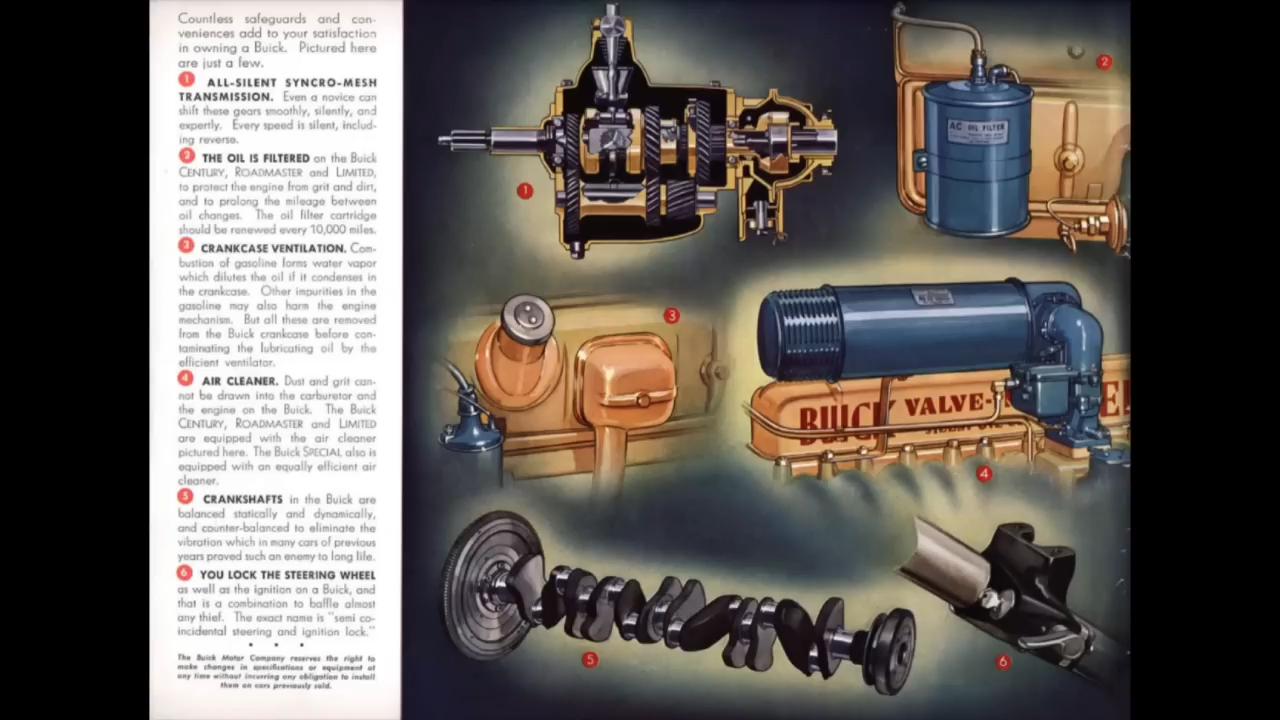 Countless safeguards and con-
veniences add to your satisfaction
in owning a Buick. Pictured here
are just a few.
1 ALL-SILENT SYNCRO-MESH
TRANSMISSION. Even a novice can
shift these gears smoothly, silently, and
expertly. Every speed is silent, includ-
ing reverse.
2 THE OIL IS FILTERED on the Buick
CENTURY, ROADMASTER and LIMITED,
to protect the engine from grit and dirt,
and to prolong the mileage between
oil changes. The oil filter cartridge
should be renewed every 10,000 miles.
3 CRANKCASE VENTILATION. Com-
bustion of gasoline forms water vapor
which dilutes the oil if it condenses in
the crankcase. Other impurities in the
gasoline may also harm the engine
mechanism. But all these are removed
from the Buick crankcase before con-
taminating the lubricating oil by the
efficient ventilator.
4 AIR CLEANER. Dust and grit can-
not be drawn into the carburetor and
the engine on the Buick. The Buick
CENTURY, ROADMASTER and LIMITED
are equipped with the air cleaner
pictured here. The Buick SPECIAL also is
equipped with an equally efficient air
cleaner.
5 CRANKSHAFTS in the Buick are
balanced statically and dynamically,
and counter-balanced to eliminate the
vibration which in many cars of previous
years proved such an enemy to long life.
6 YOU LOCK THE STEERING WHEEL
as well as the ignition on a Buick, and
that is a combination to baffle almost
any thief. The exact name is "semi co-
incidental steering and ignition lock."
The Buick Motor Company reserves the right to
make changes in specifications or equipment at
any time without incurring any obligation to install
them on cars previously sold.
1
2
AC OIL FILTER
3
BUICK VALVE-
4
5
6